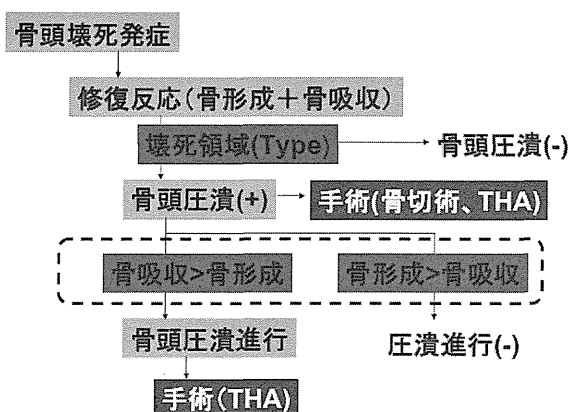 骨頭壊死発症
修復反応(骨形成+骨吸収)
壊死領域(Type)
骨頭圧潰(-)
骨頭圧潰(+)
手術(骨切術、THA)
骨吸収>骨形成
骨形成>骨吸収
骨頭圧潰進行
圧潰進行(-)
手術(THA)